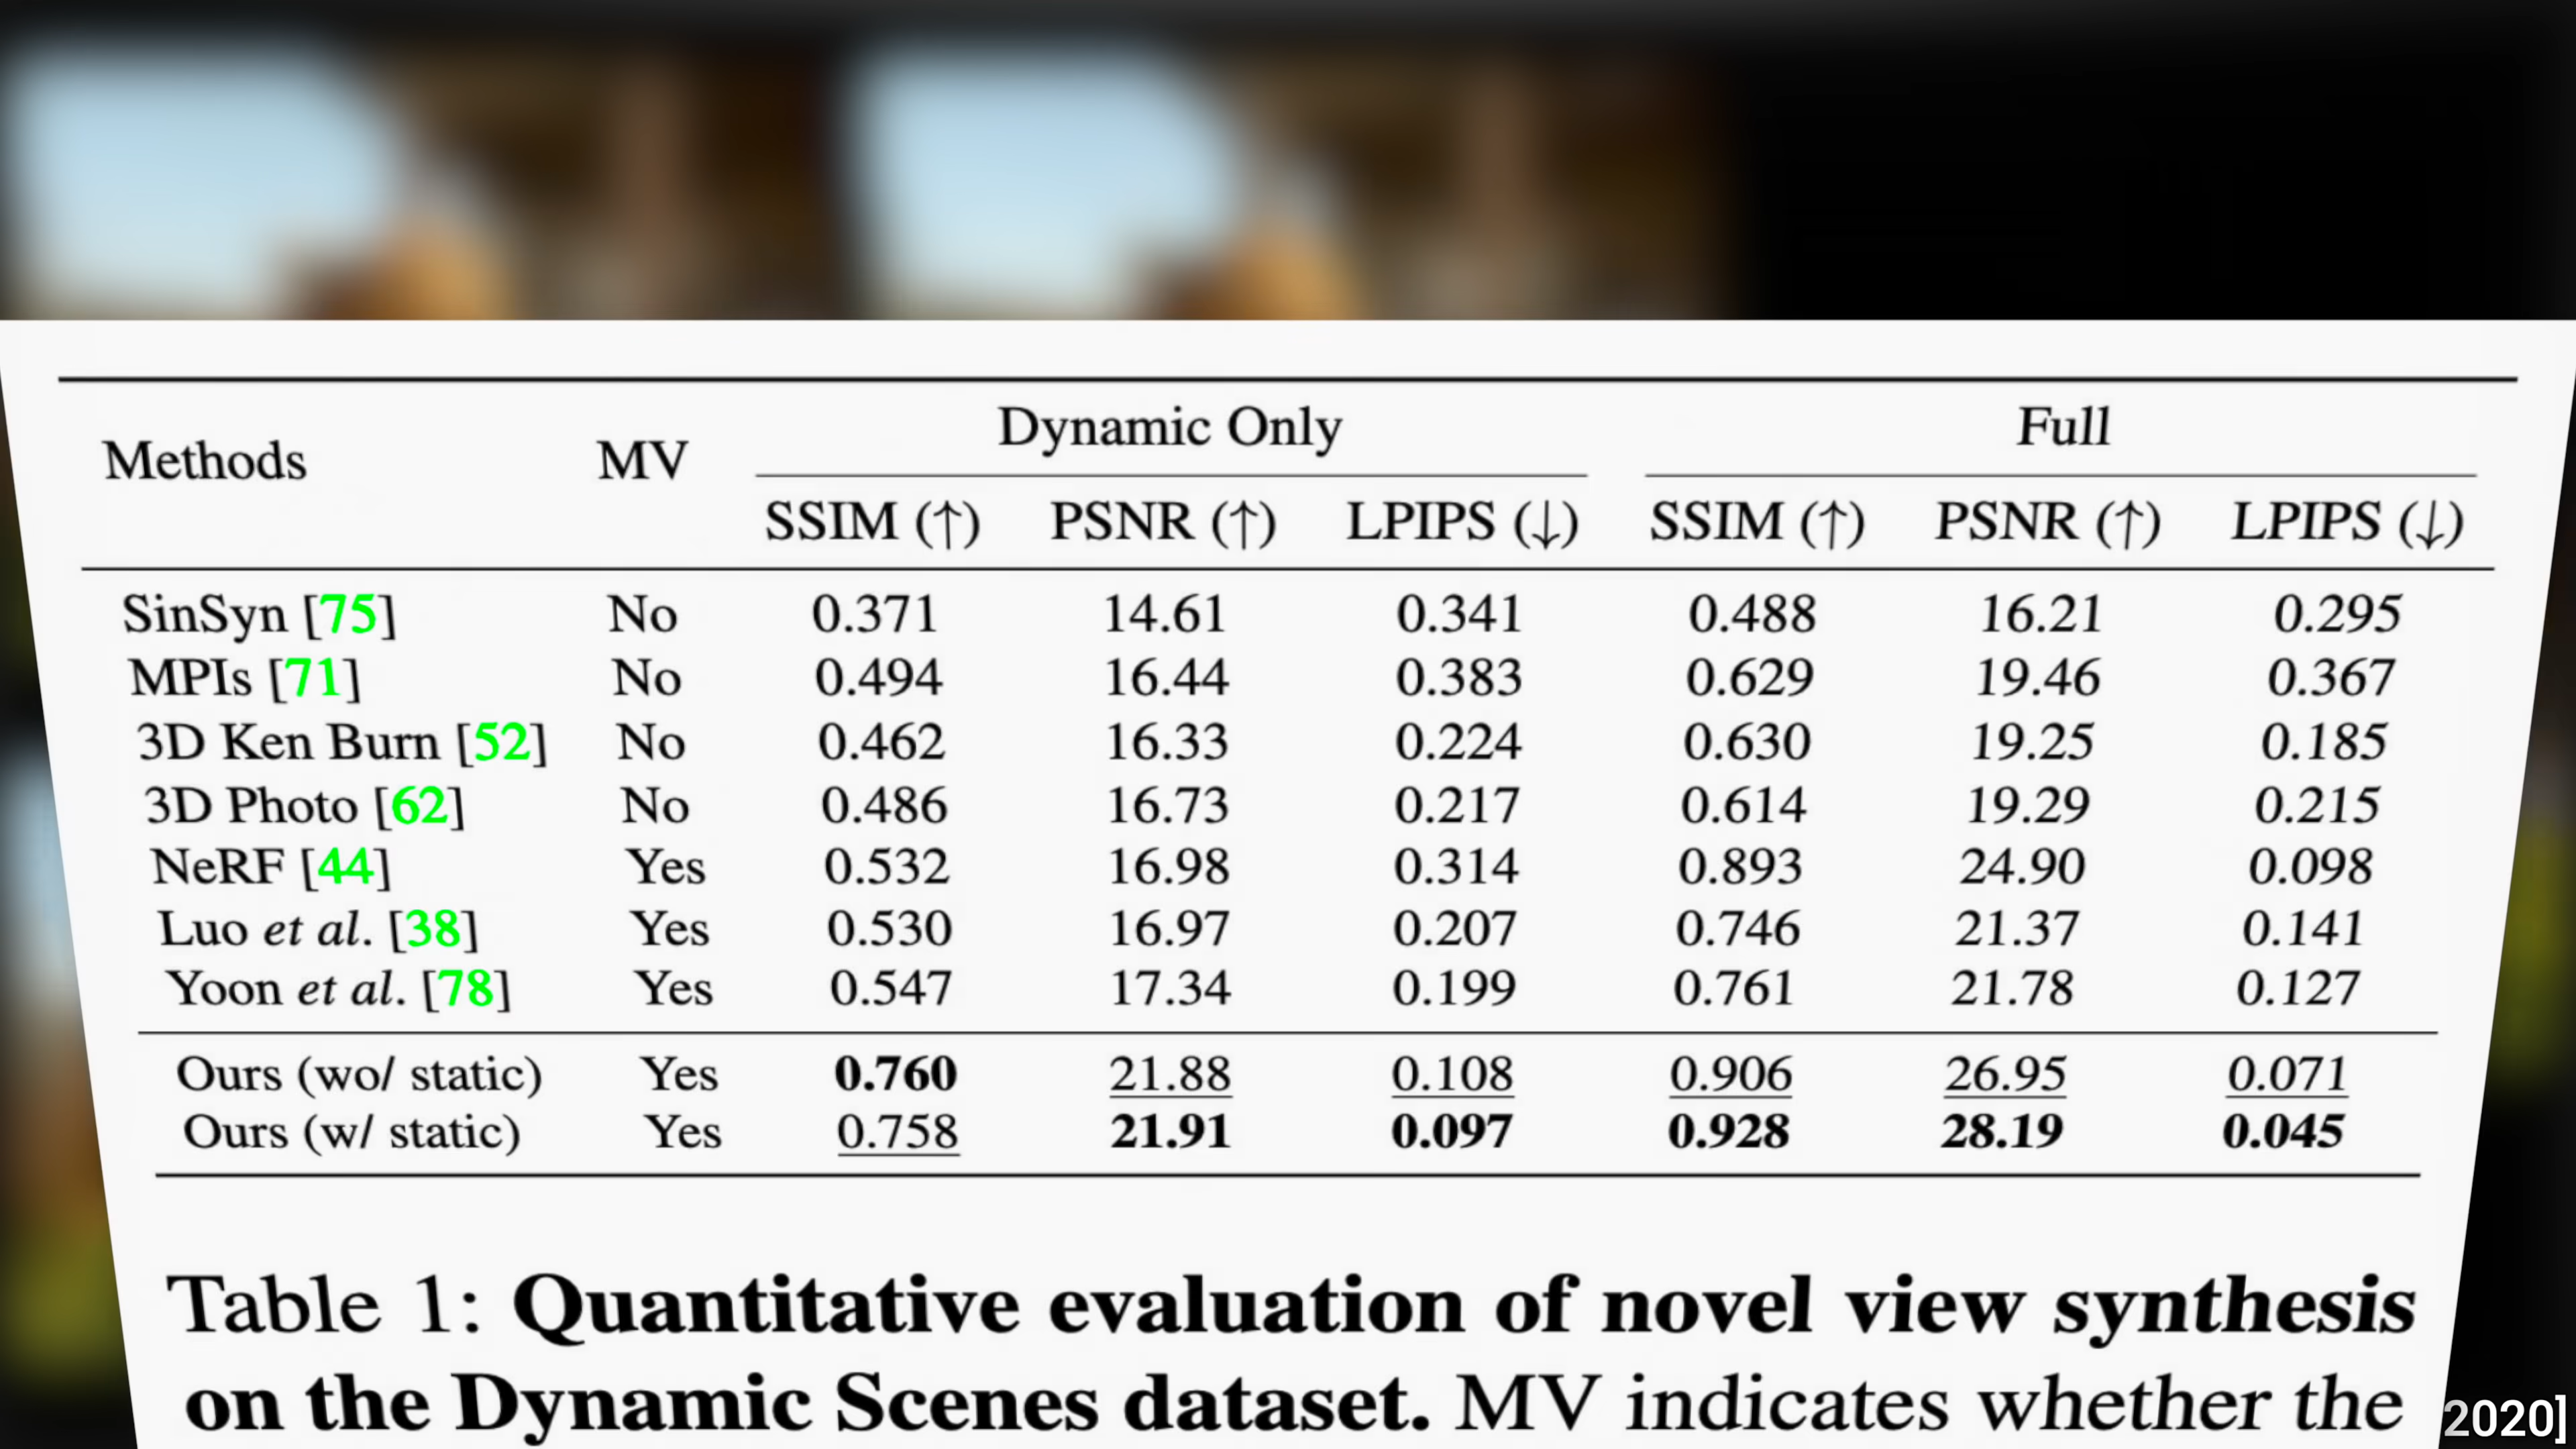 Methods MV Dynamic Only Full
SSIM (↑) PSNR (↑) LPIPS (↓) SSIM (↑) PSNR (↑) LPIPS (↓)
SinSyn [75] No 0.371 14.61 0.341 0.488 16.21 0.295
MPIs [71] No 0.494 16.44 0.383 0.629 19.46 0.367
3D Ken Burn [52] No 0.462 16.33 0.224 0.630 19.25 0.185
3D Photo [62] No 0.486 16.73 0.217 0.614 19.29 0.215
NeRF [44] Yes 0.532 16.98 0.314 0.893 24.90 0.098
Luo et al. [38] Yes 0.530 16.97 0.207 0.746 21.37 0.141
Yoon et al. [78] Yes 0.547 17.34 0.199 0.761 21.78 0.127
Ours (wo/ static) Yes 0.760 21.88 0.108 0.906 26.95 0.071
Ours (w/ static) Yes 0.758 21.91 0.097 0.928 28.19 0.045
Table 1: Quantitative evaluation of novel view synthesis
on the Dynamic Scenes dataset. MV indicates whether the
2020]